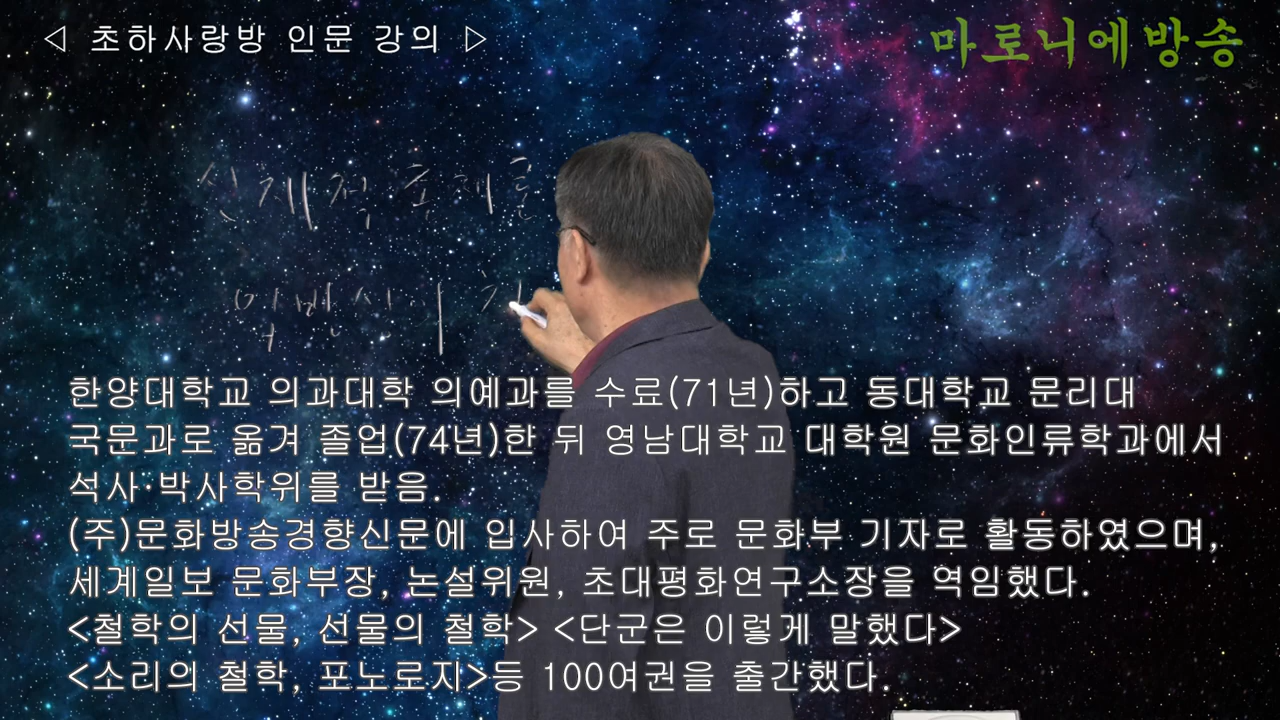 ◁ 초하사랑방 인문 강의 ▷
마로니에방송
신체적 육체를
한양대학교 의과대학 의예과를 수료(71년)하고 동대학교 문리대
국문과로 옮겨 졸업(74년)한 뒤 영남대학교 대학원 문화인류학과에서
석사·박사학위를 받음.
(주)문화방송경향신문에 입사하여 주로 문화부 기자로 활동하였으며,
세계일보 문화부장, 논설위원, 초대평화연구소장을 역임했다.
<철학의 선물, 선물의 철학> <단군은 이렇게 말했다>
<소리의 철학, 포노로지>등 100여권을 출간했다.